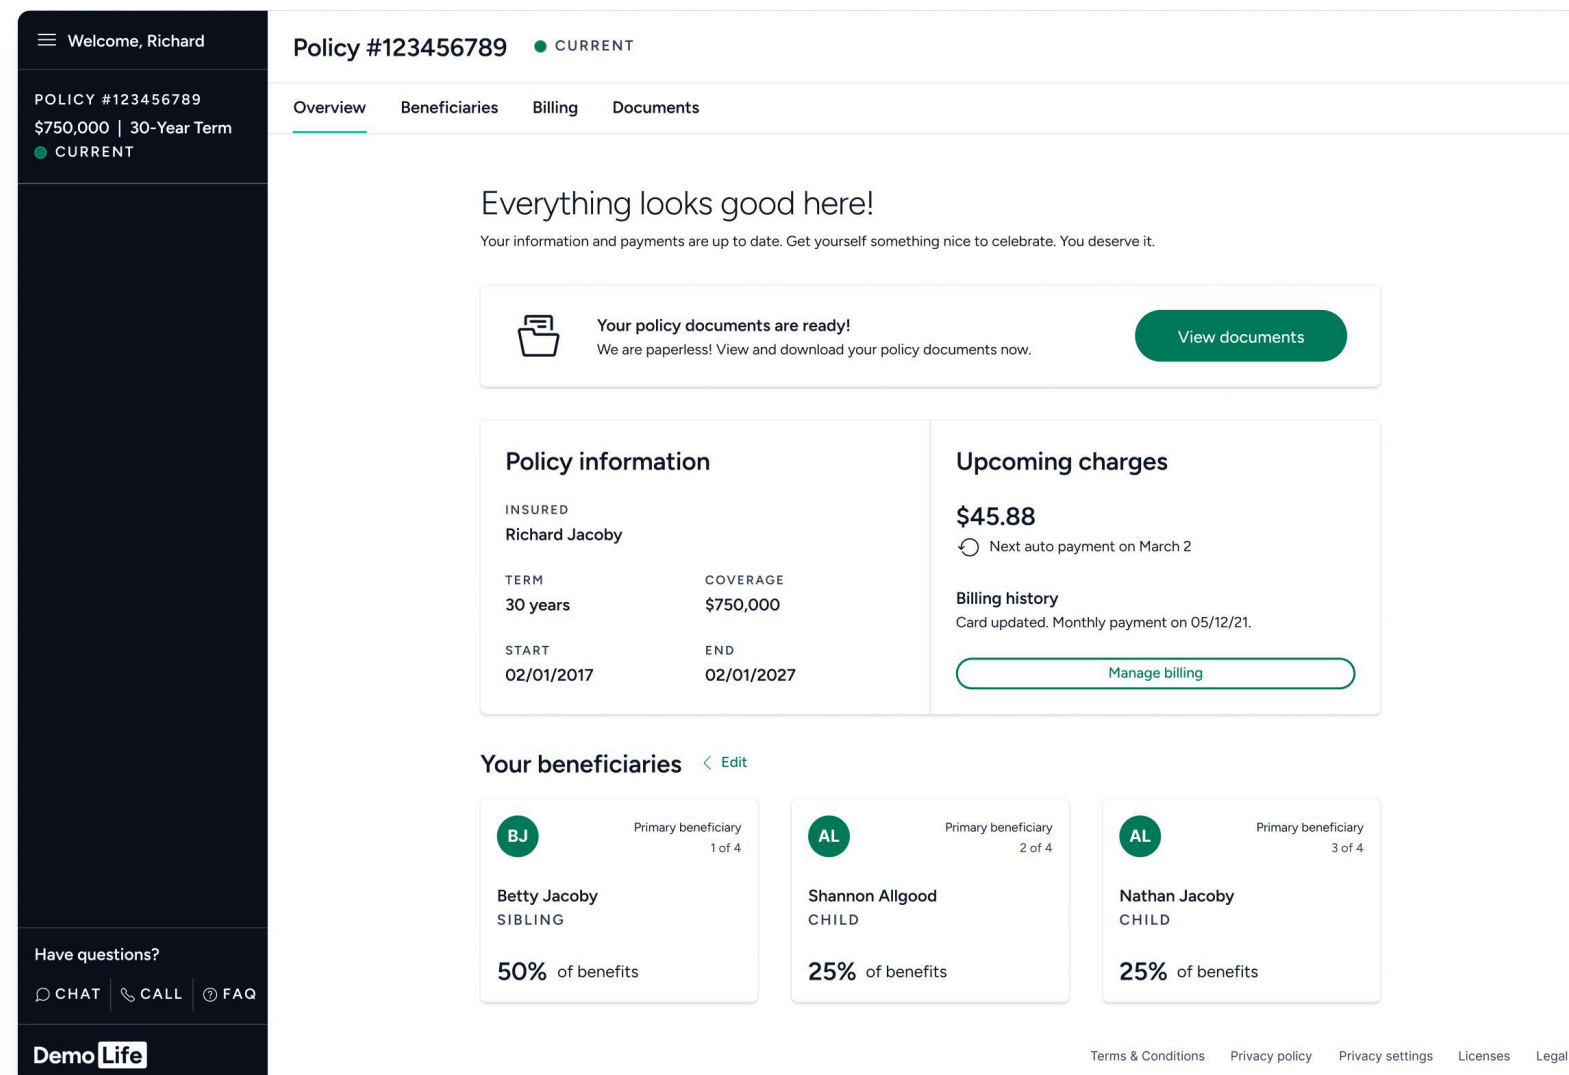 Welcome, Richard
POLICY #123456789
$750,000 | 30-Year Term
CURRENT
Have questions?
CHAT
CALL
FAQ
Demo Life
Policy #123456789
CURRENT
Overview
Beneficiaries
Billing
Documents
Everything looks good here!
Your information and payments are up to date. Get yourself something nice to celebrate. You deserve it.
Your policy documents are ready!
We are paperless! View and download your policy documents now.
View documents
Policy information
INSURED
Richard Jacoby
TERM
30 years
COVERAGE
$750,000
START
02/01/2017
END
02/01/2027
Upcoming charges
$45.88
Next auto payment on March 2
Billing history
Card updated. Monthly payment on 05/12/21.
Manage billing
Your beneficiaries
Edit
BJ
Primary beneficiary
1 of 4
Betty Jacoby
SIBLING
50% of benefits
AL
Primary beneficiary
2 of 4
Shannon Allgood
CHILD
25% of benefits
AL
Primary beneficiary
3 of 4
Nathan Jacoby
CHILD
25% of benefits
Terms & Conditions
Privacy policy
Privacy settings
Licenses
Legal